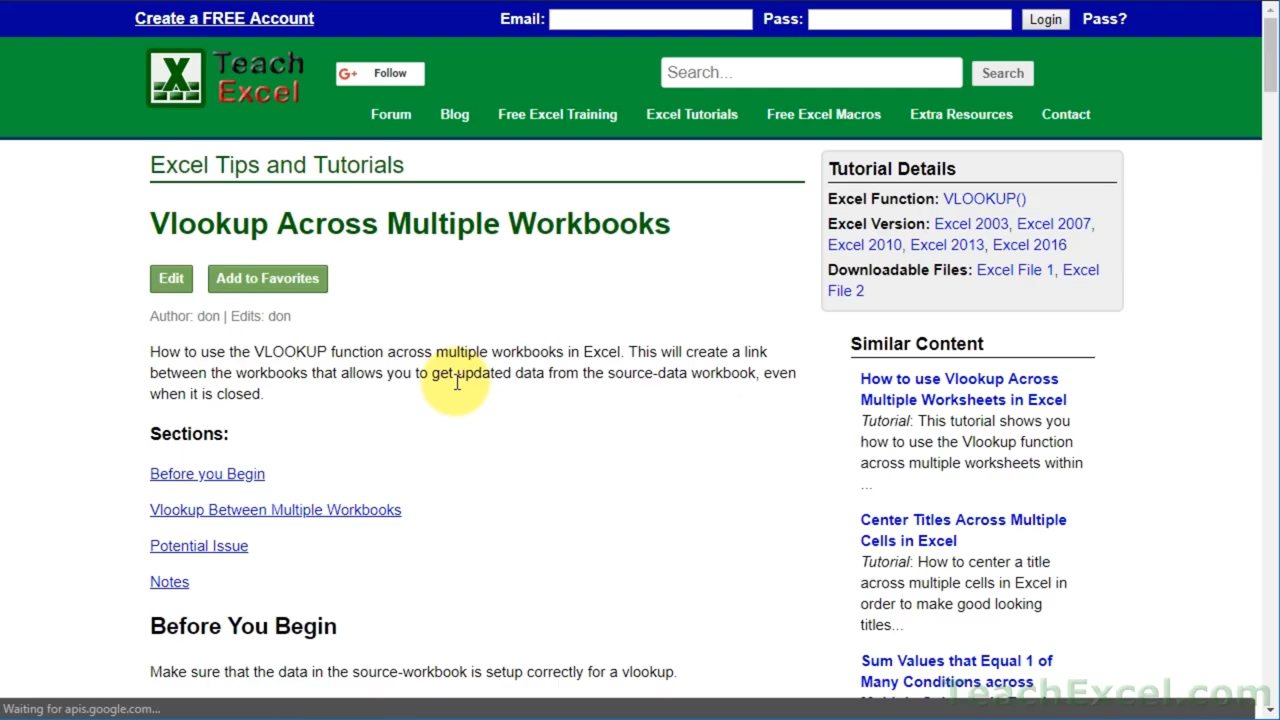 Create a FREE Account Email: Pass: Login Pass?
Teach
Excel
G+ Follow
Search... Search
Forum Blog Free Excel Training Excel Tutorials Free Excel Macros Extra Resources Contact
Excel Tips and Tutorials
Vlookup Across Multiple Workbooks
Edit Add to Favorites
Author: don | Edits: don
How to use the VLOOKUP function across multiple workbooks in Excel. This will create a link
between the workbooks that allows you to get updated data from the source-data workbook, even
when it is closed.
Sections:
Before you Begin
Vlookup Between Multiple Workbooks
Potential Issue
Notes
Before You Begin
Make sure that the data in the source-workbook is setup correctly for a vlookup.
Tutorial Details
Excel Function: VLOOKUP()
Excel Version: Excel 2003, Excel 2007,
Excel 2010, Excel 2013, Excel 2016
Downloadable Files: Excel File 1, Excel
File 2
Similar Content
How to use Vlookup Across
Multiple Worksheets in Excel
Tutorial: This tutorial shows you
how to use the Vlookup function
across multiple worksheets within
...
Center Titles Across Multiple
Cells in Excel
Tutorial: How to center a title
across multiple cells in Excel in
order to make good looking
titles...
Sum Values that Equal 1 of
Many Conditions across
TeachExcel.com
Waiting for apis.google.com...